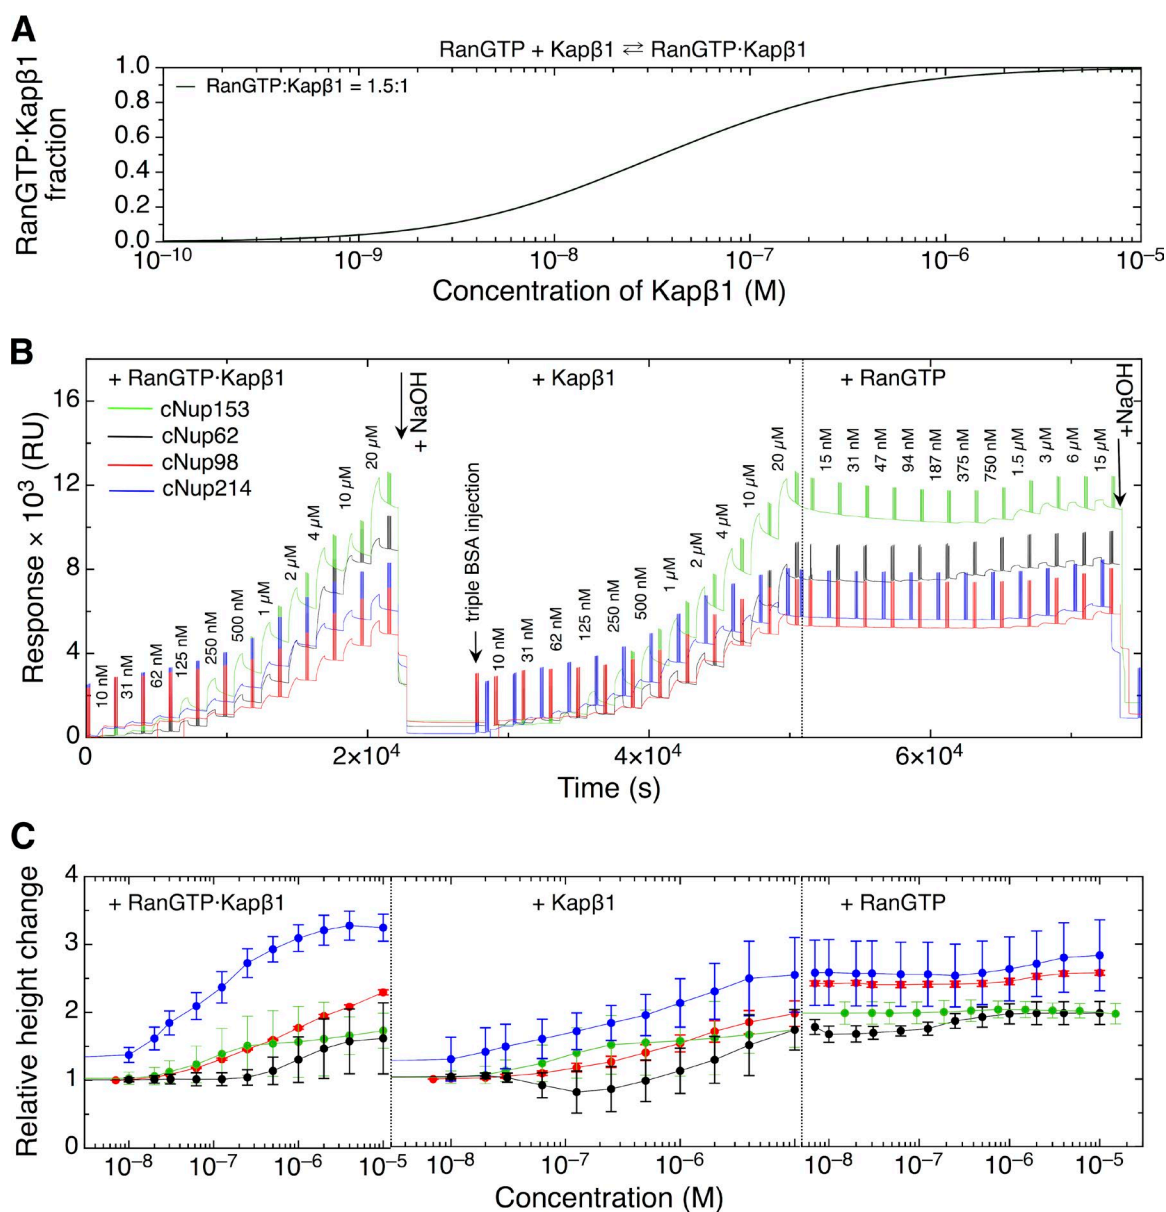 A
RanGTP + Kapβ1 ⇄ RanGTP·Kapβ1
RanGTP·Kapβ1
fraction
RanGTP:Kapβ1 = 1.5:1
1.0
0.8
0.6
0.4
0.2
0.0
10⁻¹⁰ 10⁻⁹ 10⁻⁸ 10⁻⁷ 10⁻⁶ 10⁻⁵
Concentration of Kapβ1 (M)
B
Response × 10³ (RU)
16
12
8
4
0
+ RanGTP·Kapβ1
cNup153
cNup62
cNup98
cNup214
10 nM 31 nM 62 nM 125 nM 250 nM 500 nM 1 µM 2 µM 4 µM 10 µM 20 µM
+ NaOH
+ Kapβ1
triple BSA injection
10 nM 31 nM 62 nM 125 nM 250 nM 500 nM 1 µM 2 µM 4 µM 10 µM 20 µM
+ RanGTP
15 nM 31 nM 47 nM 94 nM 187 nM 375 nM 750 nM 1.5 µM 3 µM 6 µM 15 µM
+NaOH
0 2×10⁴ 4×10⁴ 6×10⁴
Time (s)
C
Relative height change
4
3
2
1
0
+ RanGTP·Kapβ1
+ Kapβ1
+ RanGTP
10⁻⁸ 10⁻⁷ 10⁻⁶ 10⁻⁵ 10⁻⁸ 10⁻⁷ 10⁻⁶ 10⁻⁸ 10⁻⁷ 10⁻⁶ 10⁻⁵
Concentration (M)